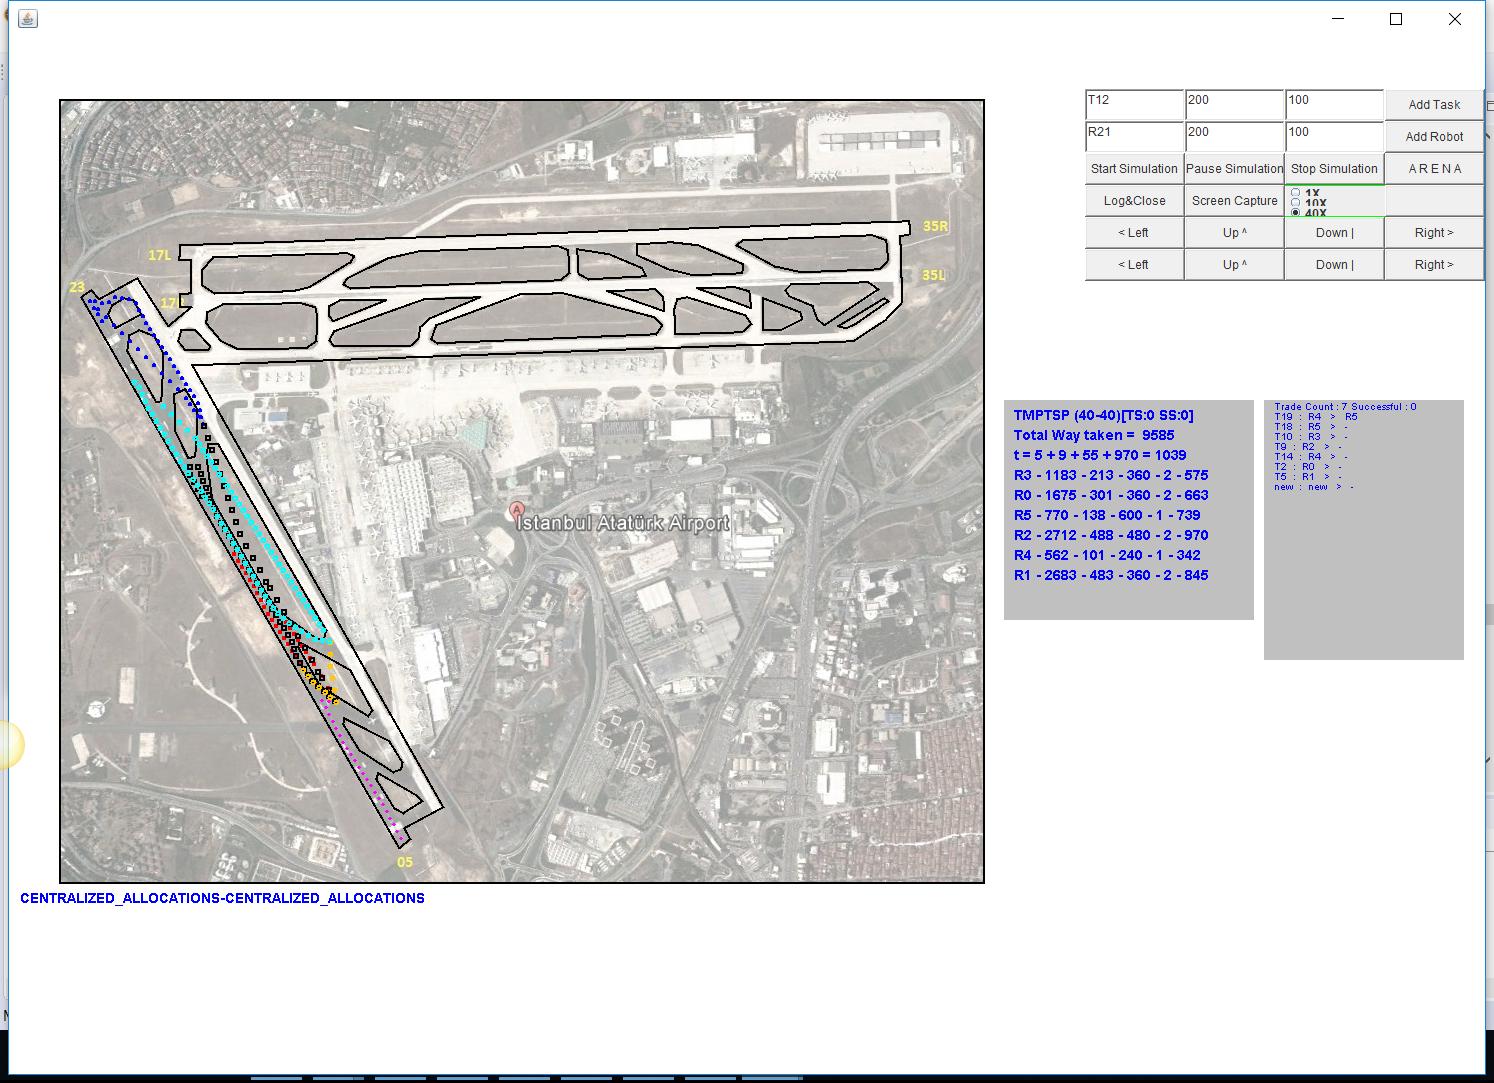 T12 200 100 Add Task
R21 200 100 Add Robot
Start Simulation Pause Simulation Stop Simulation A R E N A
Log&Close Screen Capture
1X
10X
40X
< Left Up ^ Down | Right >
< Left Up ^ Down | Right >
35R
17L
35L
23
İstanbul Atatürk Airport
A
05
TMPTSP (40-40)[TS:0 SS:0]
Total Way taken = 9585
t = 5 + 9 + 55 + 970 = 1039
R3 - 1183 - 213 - 360 - 2 - 575
R0 - 1675 - 301 - 360 - 2 - 663
R5 - 770 - 138 - 600 - 1 - 739
R2 - 2712 - 488 - 480 - 2 - 970
R4 - 562 - 101 - 240 - 1 - 342
R1 - 2683 - 483 - 360 - 2 - 845
Trade Count : 7 Successful : 0
T19 : R4 > R5
T18 : R5 > -
T10 : R3 > -
T9 : R2 > -
T14 : R4 > -
T2 : R0 > -
T5 : R1 > -
new : new > -
CENTRALIZED_ALLOCATIONS-CENTRALIZED_ALLOCATIONS